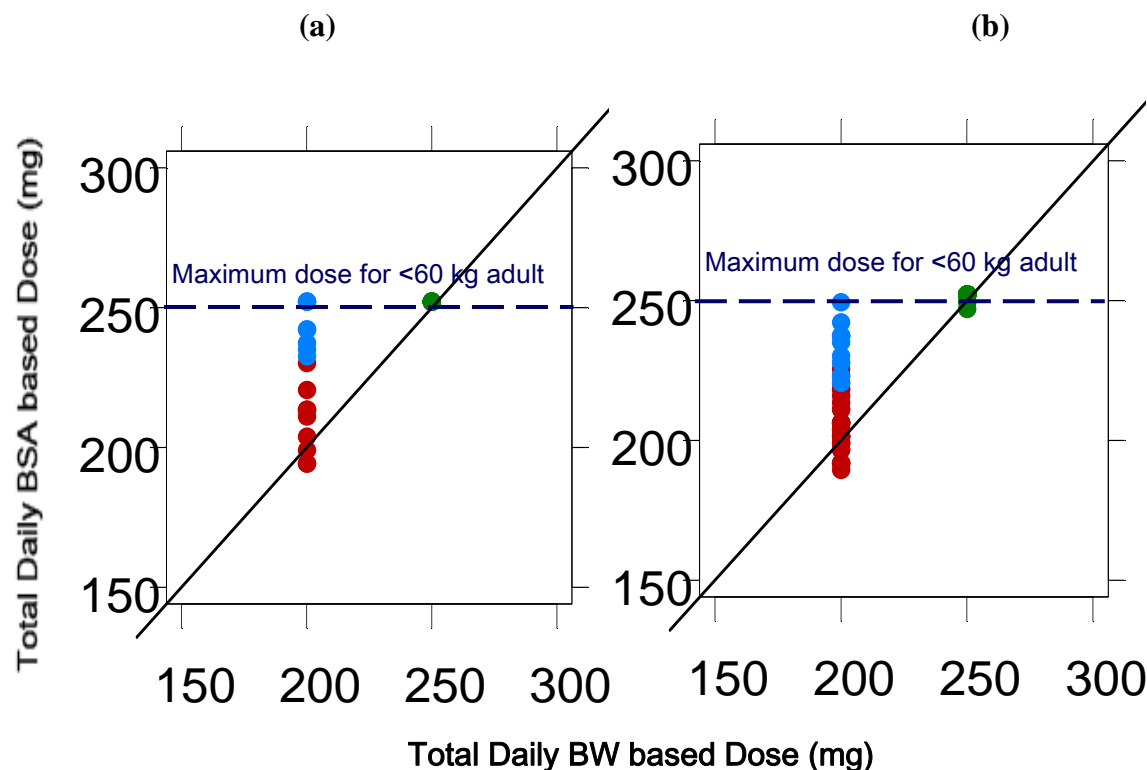 (a)
(b)
Total Daily BSA based Dose (mg)
300
250
200
150
Maximum dose for <60 kg adult
150 200 250 300
300
250
200
150
Maximum dose for <60 kg adult
150 200 250 300
Total Daily BW based Dose (mg)